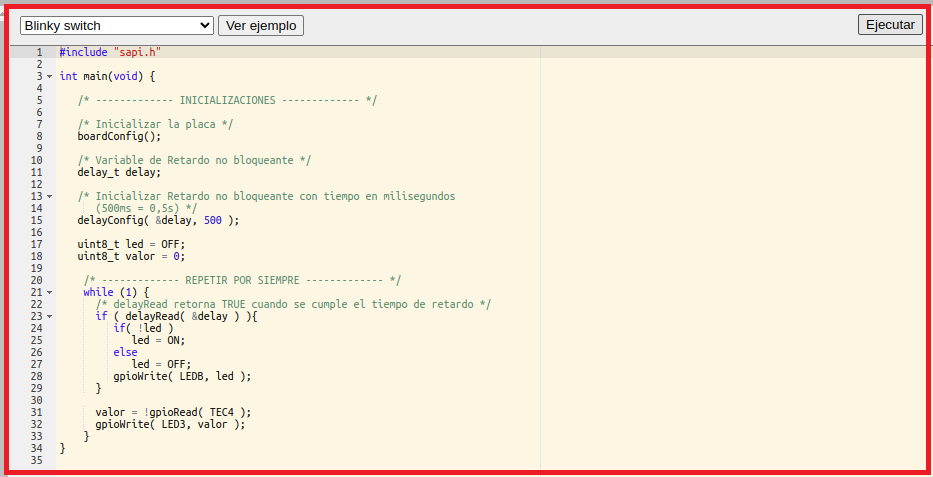 Blinky switch Ver ejemplo Ejecutar
1 #include "sapi.h"
2
3 int main(void) {
4
5 /* ------------- INICIALIZACIONES ------------- */
6
7 /* Inicializar la placa */
8 boardConfig();
9
10 /* Variable de Retardo no bloqueante */
11 delay_t delay;
12
13 /* Inicializar Retardo no bloqueante con tiempo en milisegundos
14 (500ms = 0,5s) */
15 delayConfig( &delay, 500 );
16
17 uint8_t led = OFF;
18 uint8_t valor = 0;
19
20 /* ------------- REPETIR POR SIEMPRE ------------- */
21 while (1) {
22 /* delayRead retorna TRUE cuando se cumple el tiempo de retardo */
23 if ( delayRead( &delay ) ){
24 if( !led )
25 led = ON;
26 else
27 led = OFF;
28 gpioWrite( LEDB, led );
29 }
30
31 valor = !gpioRead( TEC4 );
32 gpioWrite( LED3, valor );
33 }
34 }
35